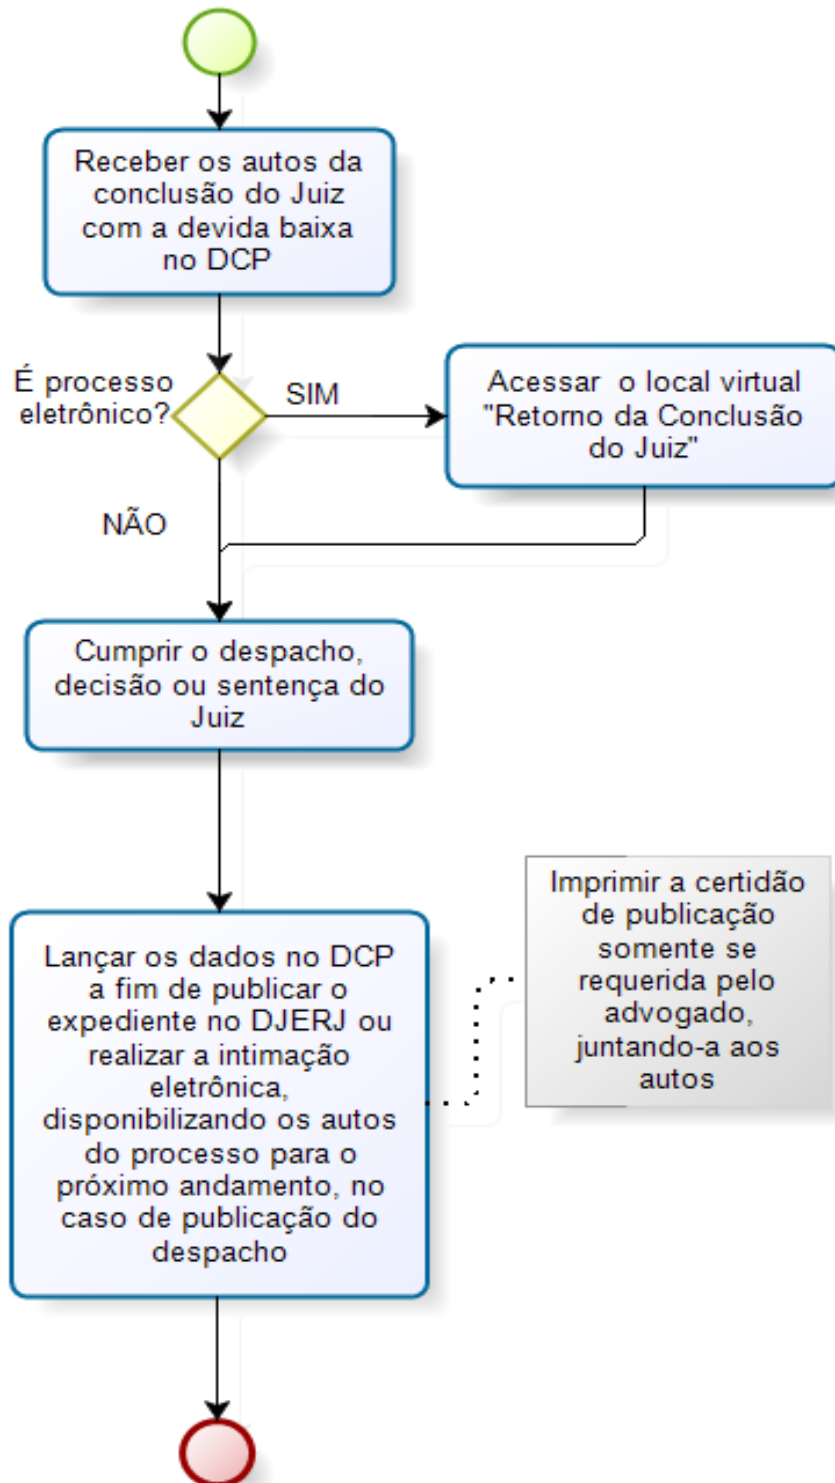 Receber os autos da
conclusão do Juiz
com a devida baixa
no DCP
É processo
eletrônico?
SIM
Acessar  o local virtual
"Retorno da Conclusão
do Juiz"
NÃO
Cumprir o despacho,
decisão ou sentença do
Juiz
Lançar os dados no DCP
a fim de publicar o
expediente no DJERJ ou
realizar a intimação
eletrônica,
disponibilizando os autos
do processo para o
próximo andamento, no
caso de publicação do
despacho
Imprimir a certidão
de publicação
somente se
requerida pelo
advogado,
juntando-a aos
autos